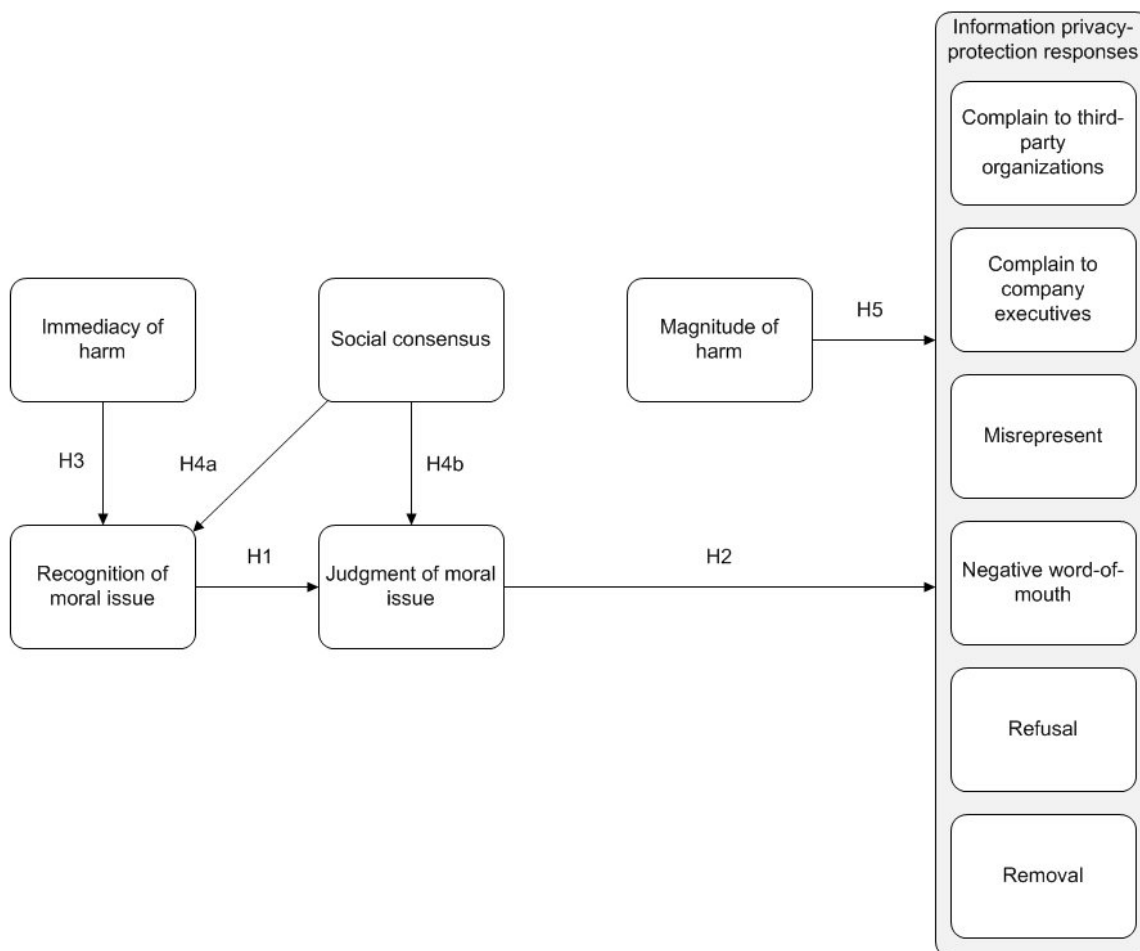 Information privacy-
protection responses
Complain to third-
party
organizations
Complain to
company
executives
Immediacy of
harm
Social consensus
Magnitude of
harm
H5
Misrepresent
H3
H4a
H4b
Recognition of
moral issue
H1
Judgment of moral
issue
H2
Negative word-of-
mouth
Refusal
Removal